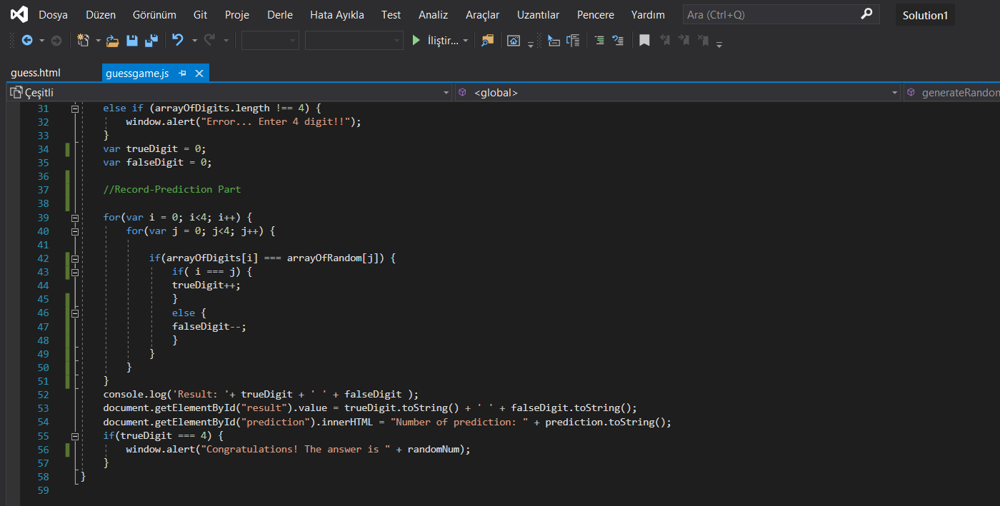 Dosya Düzen Görünüm Git Proje Derle Hata Ayıkla Test Analiz Araçlar Uzantılar Pencere Yardım Ara (Ctrl+Q) Solution1
İliştir...
guess.html guessgame.js
Çeşitli <global> generateRandon
31 else if (arrayOfDigits.length !== 4) {
32 window.alert("Error... Enter 4 digit!!");
33 }
34 var trueDigit = 0;
35 var falseDigit = 0;
36
37 //Record-Prediction Part
38
39 for(var i = 0; i<4; i++) {
40 for(var j = 0; j<4; j++) {
41
42 if(arrayOfDigits[i] === arrayOfRandom[j]) {
43 if( i === j) {
44 trueDigit++;
45 }
46 else {
47 falseDigit--;
48 }
49 }
50 }
51 }
52 console.log('Result: '+ trueDigit + ' ' + falseDigit );
53 document.getElementById("result").value = trueDigit.toString() + ' ' + falseDigit.toString();
54 document.getElementById("prediction").innerHTML = "Number of prediction: " + prediction.toString();
55 if(trueDigit === 4) {
56 window.alert("Congratulations! The answer is " + randomNum);
57 }
58 }
59